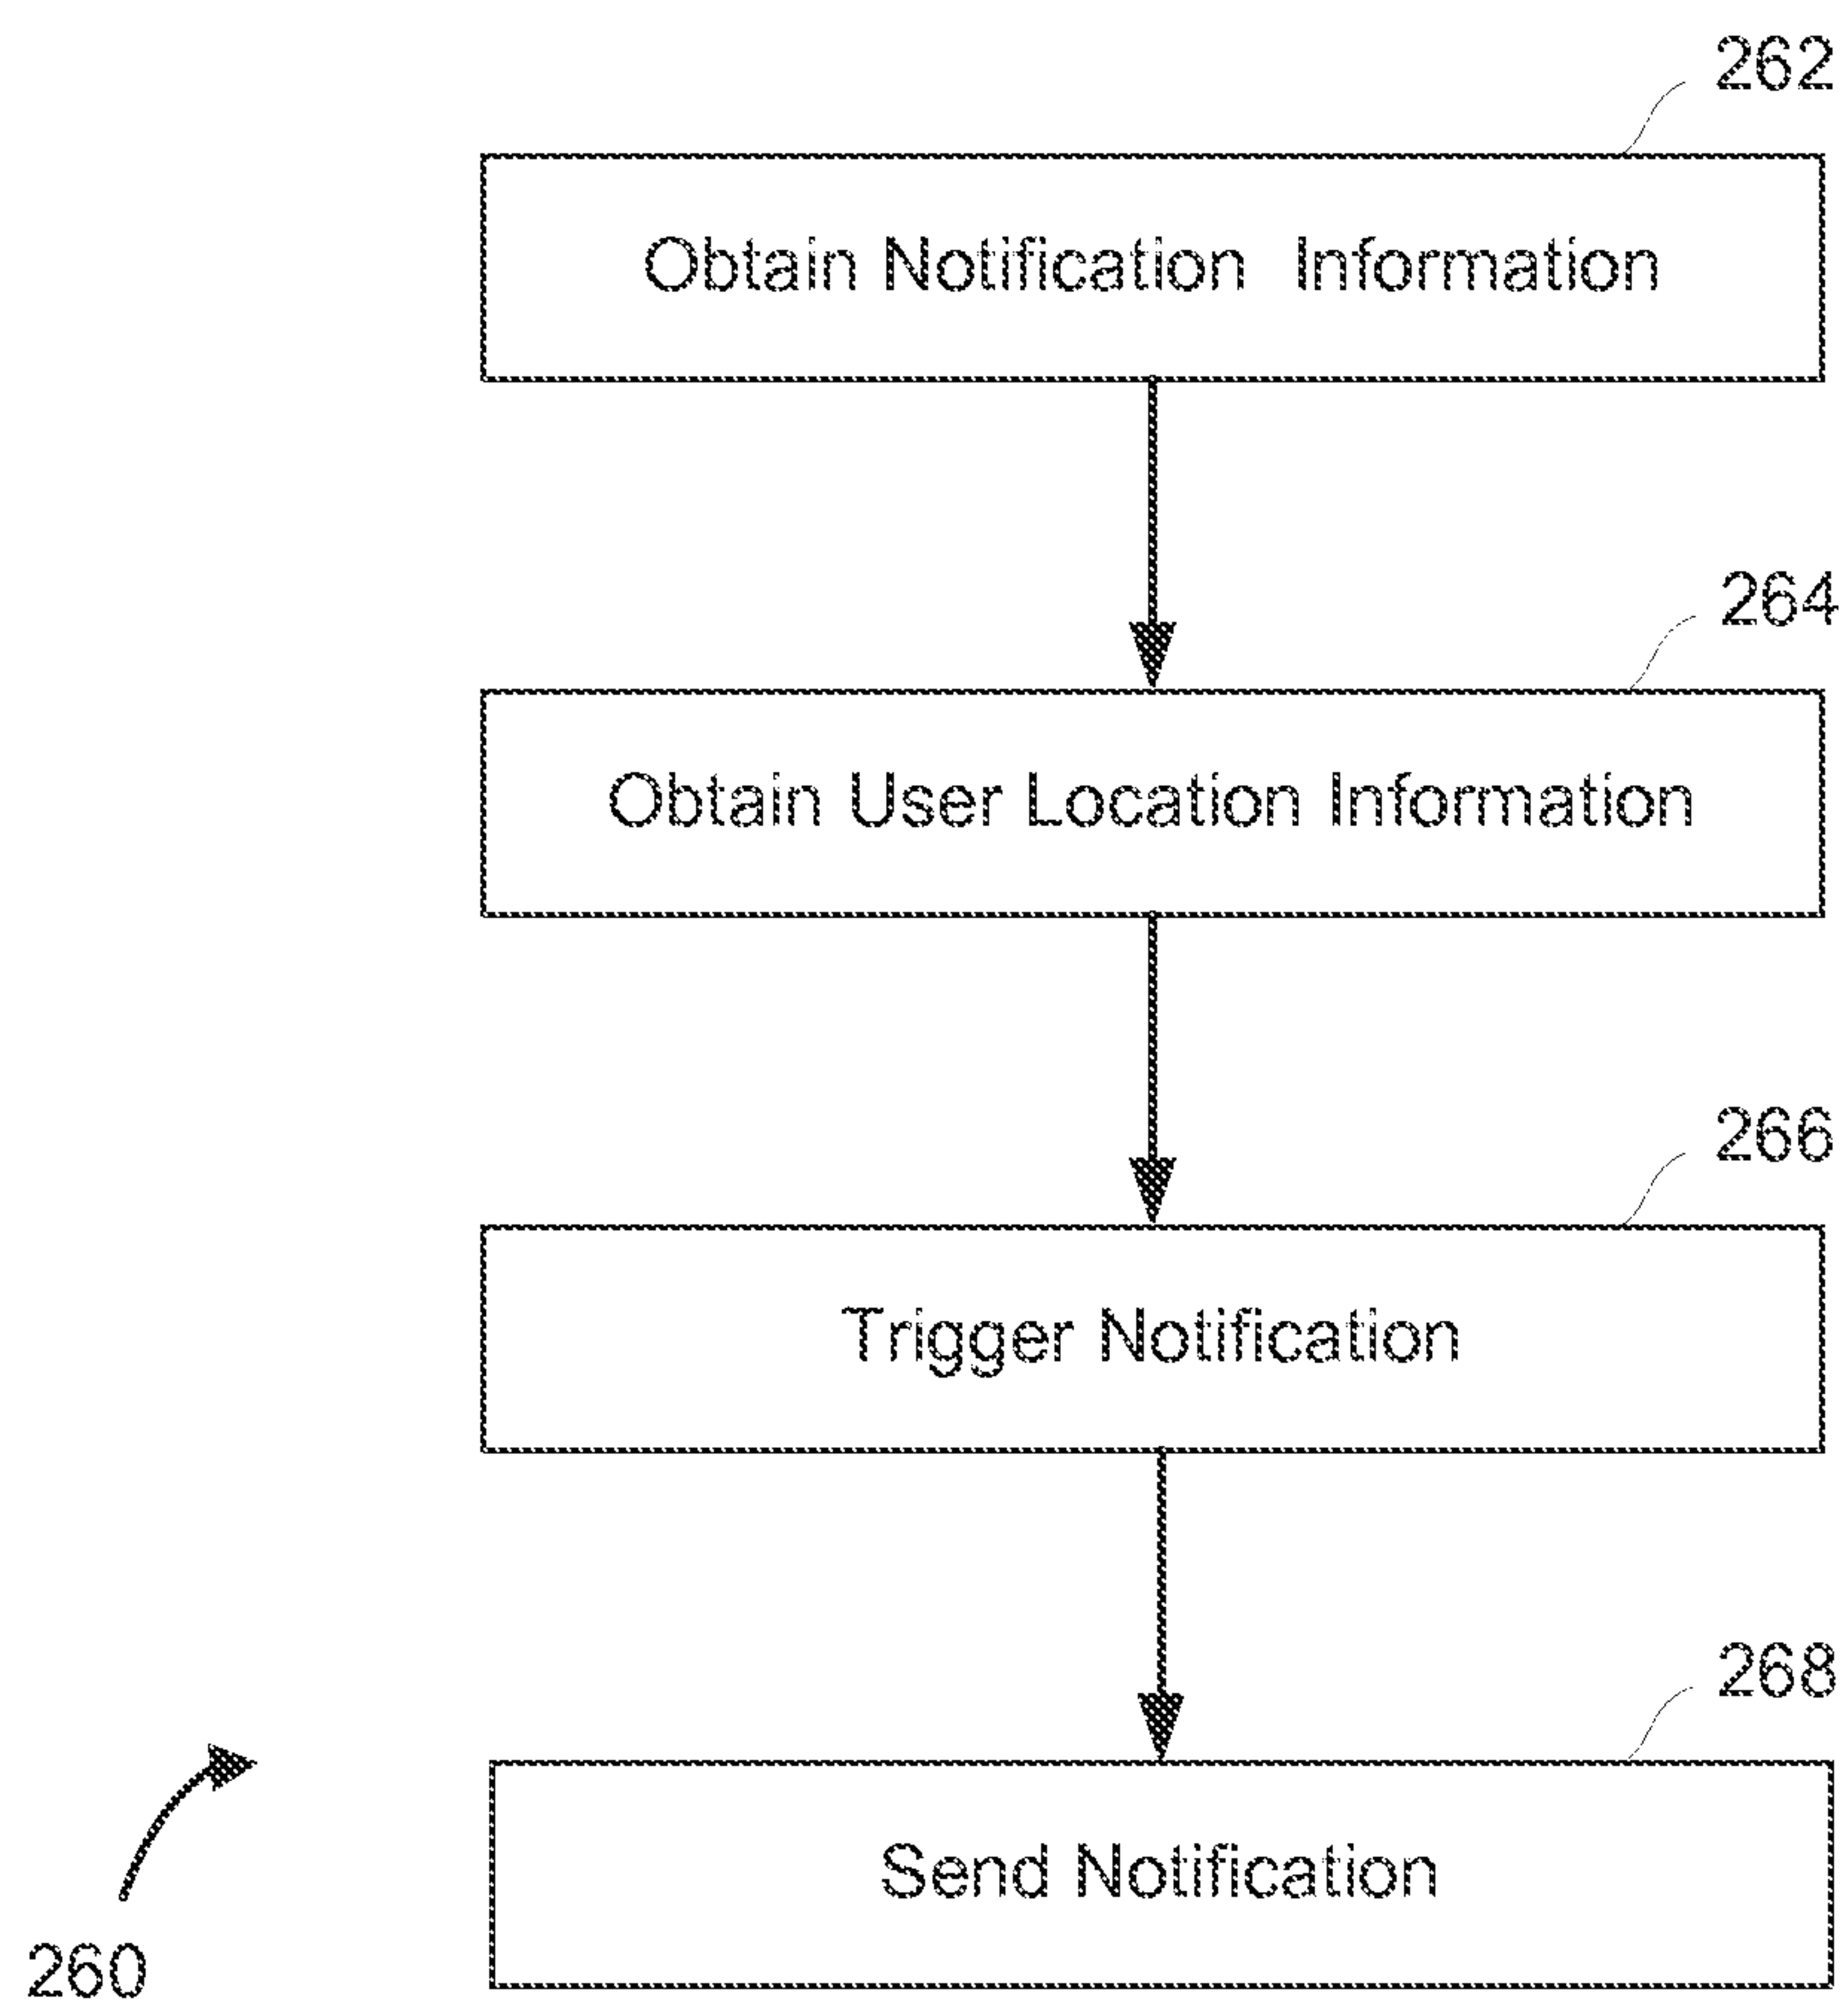 262
Obtain Notification Information
264
Obtain User Location Information
266
Trigger Notification
268
Send Notification
260